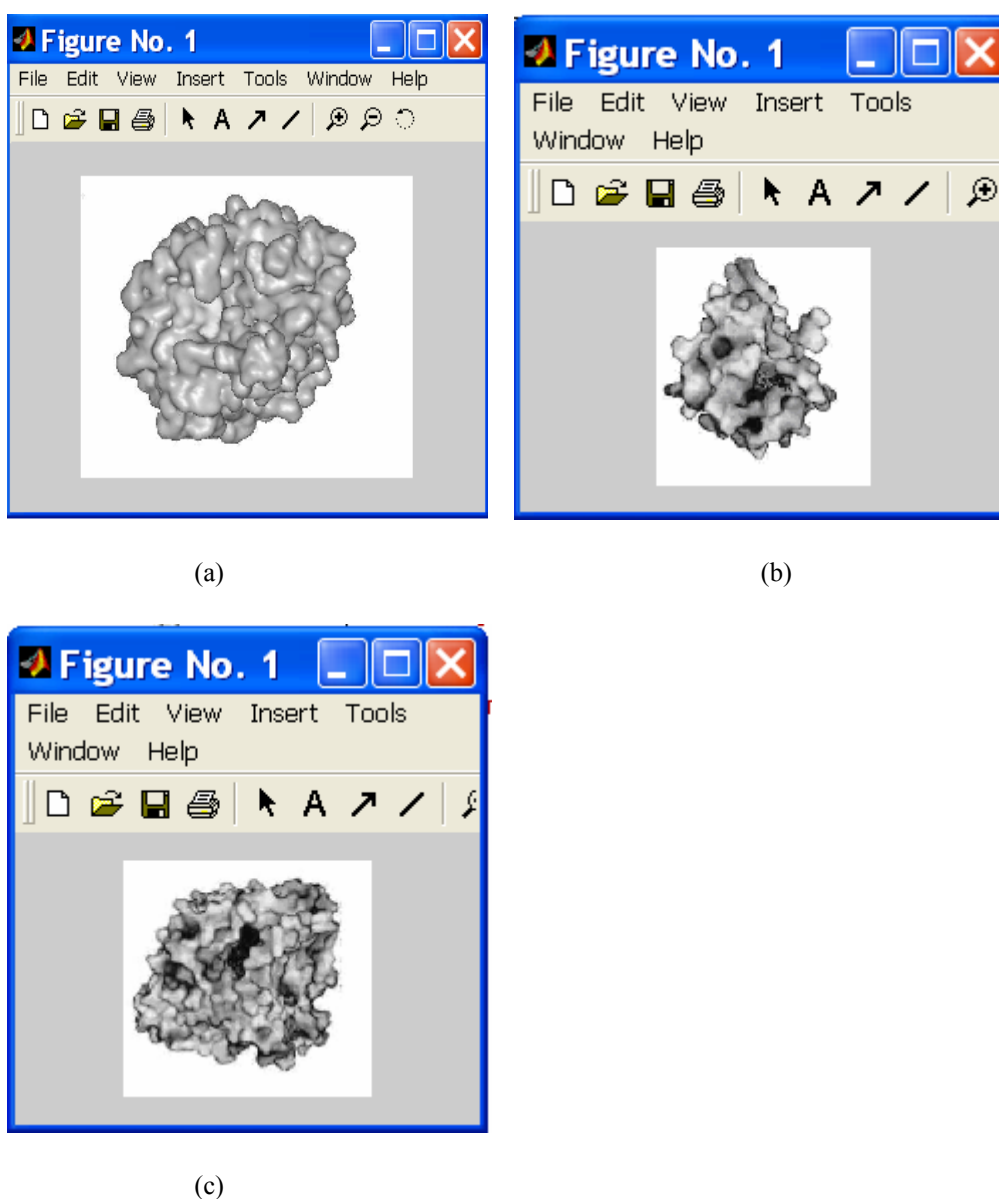 Figure No. 1
File Edit View Insert Tools Window Help
A
(a)
Figure No. 1
File Edit View Insert Tools
Window Help
A
(b)
Figure No. 1
File Edit View Insert Tools
Window Help
A
(c)